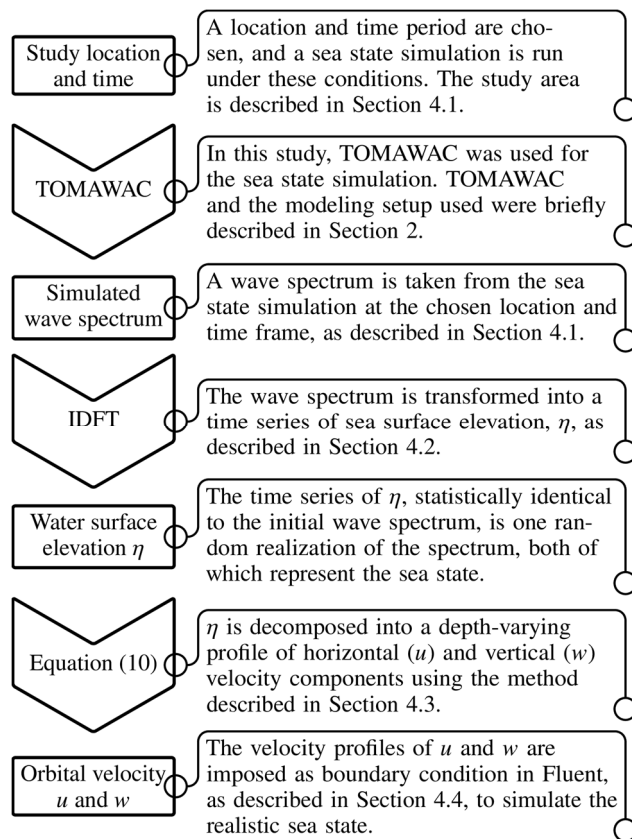 Study location
and time
A location and time period are cho-
sen, and a sea state simulation is run
under these conditions. The study area
is described in Section 4.1.
TOMAWAC
In this study, TOMAWAC was used for
the sea state simulation. TOMAWAC
and the modeling setup used were briefly
described in Section 2.
Simulated
wave spectrum
A wave spectrum is taken from the sea
state simulation at the chosen location and
time frame, as described in Section 4.1.
IDFT
The wave spectrum is transformed into a
time series of sea surface elevation, η, as
described in Section 4.2.
Water surface
elevation η
The time series of η, statistically identical
to the initial wave spectrum, is one ran-
dom realization of the spectrum, both of
which represent the sea state.
Equation (10)
η is decomposed into a depth-varying
profile of horizontal (u) and vertical (w)
velocity components using the method
described in Section 4.3.
Orbital velocity
u and w
The velocity profiles of u and w are
imposed as boundary condition in Fluent,
as described in Section 4.4, to simulate the
realistic sea state.